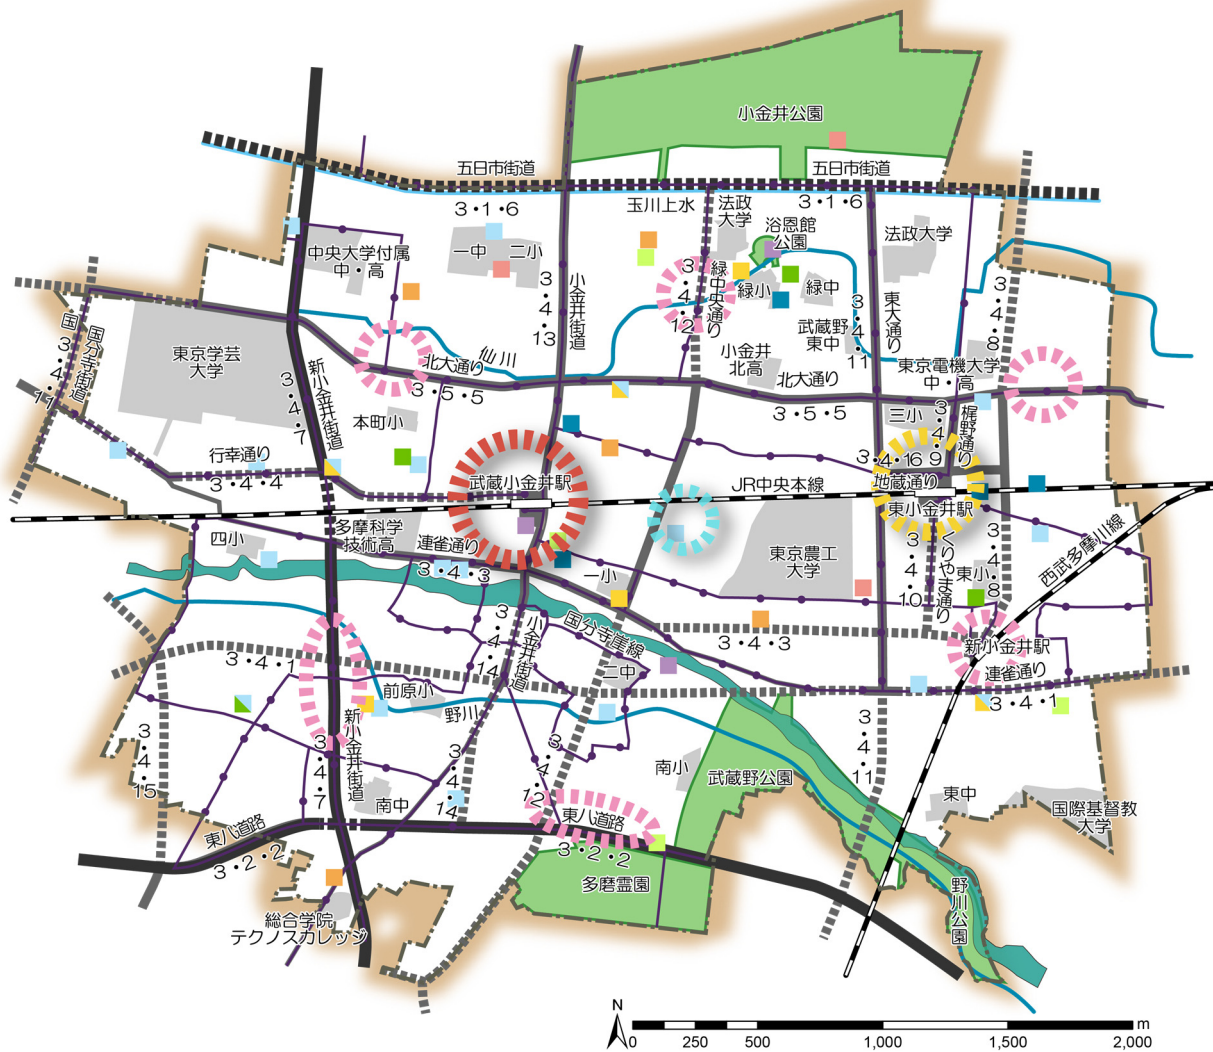 小金井公園
五日市街道
五日市街道
3・1・6
玉川上水
法政
大学
3・1・6
浴恩館
公園
法政大学
中央大学付属
中・高
一中
二小
3・4・13
小金井街道
3・4・12
緑中央通り
緑小
緑中
3・4・11
東大通り
3・4・8
武蔵野
東中
国3・4・11
国分寺街道
東京学芸
大学
3・4・7
新小金井街道
仙川
北大通り
3・5・5
小金井
北高
北大通り
3・5・5
東京電機大学
中・高
本町小
三小
3・4・9
梶野通り
3・4・16
行幸通り
3・4・4
武蔵小金井駅
JR中央本線
地蔵通り
東小金井駅
多摩科学
技術高
連雀通り
3・4・3
四小
一小
東京農工
大学
3・4・10
くりやま通り
東小
3・4・8
西武多摩川線
3・4・14
小金井街道
国分寺崖線
3・4・3
新小金井駅
連雀通り
3・4・1
3・4・1
二中
前原小
野川
3・4・15
3・4・7
新小金井街道
3・4・14
3・4・12
南小
武蔵野公園
3・4・11
南中
東八道路
3・2・2
東八道路
3・2・2
東中
国際基督教
大学
多磨霊園
野川公園
総合学院
テクノスカレッジ
N
0 250 500 1,000 1,500 2,000 m